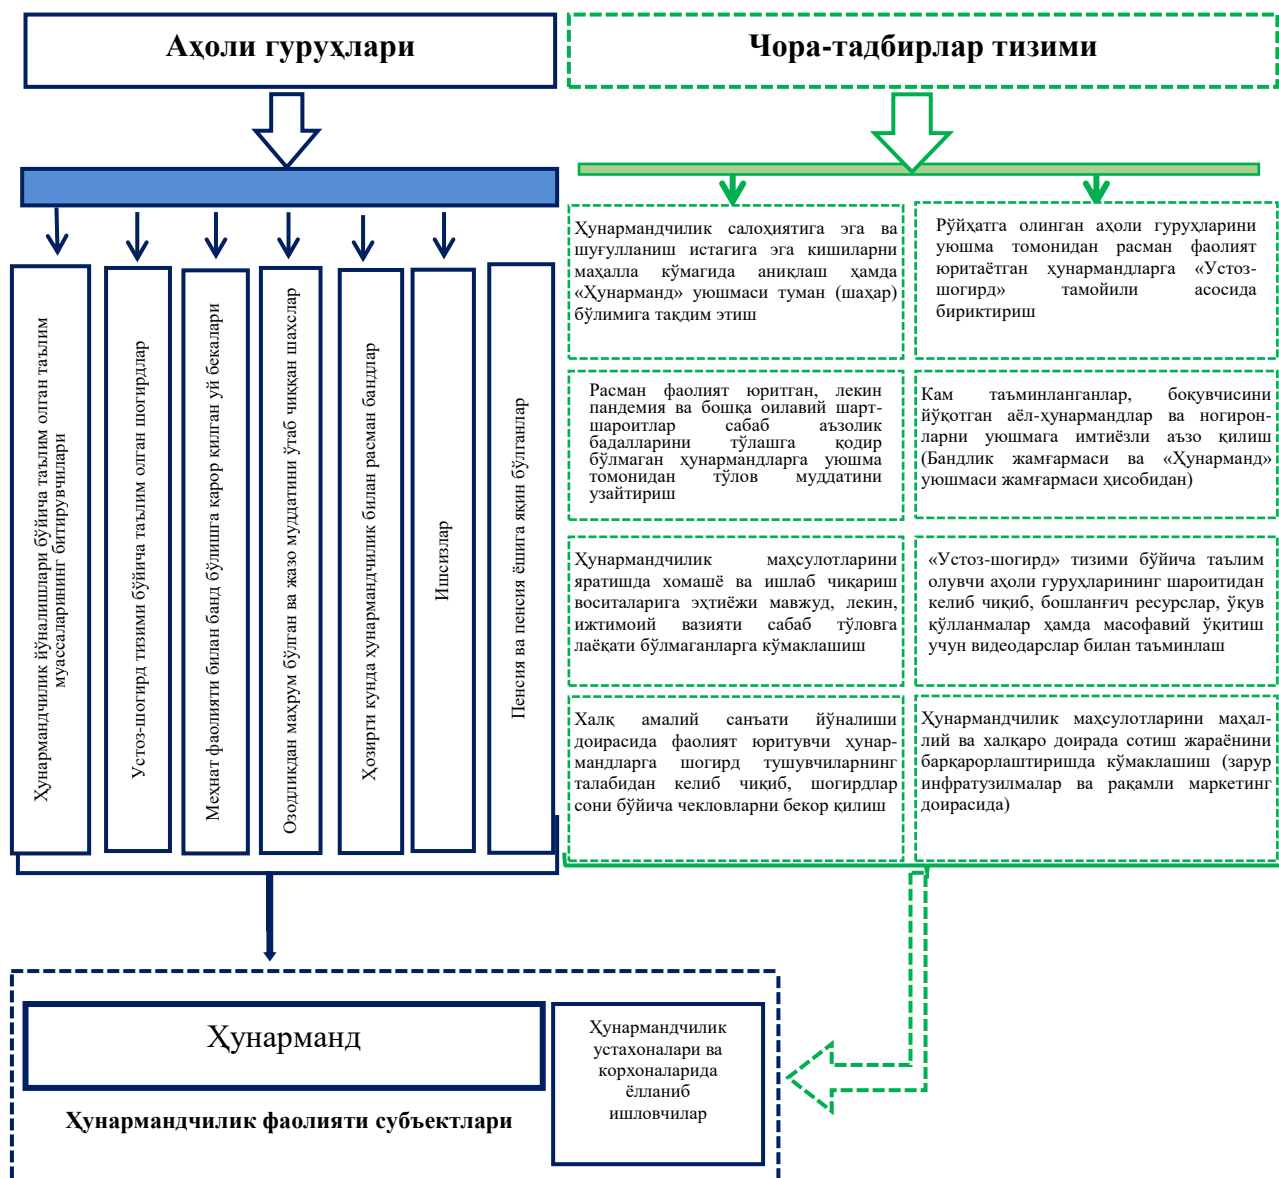 Аҳоли гуруҳлари
Чора-тадбирлар тизими
Ҳунармандчилик йўналишлари бўйича таълим олган таълим
муассаларининг битирувчилари
Устоз-шогирд тизими бўйича таълим олган шогирдлар
Меҳнат фаолияти билан банд бўлишга қарор қилган уй бекалари
Озодликдан маҳрум бўлган ва жазо муддатини ўтаб чиққан шахслар
Ҳозирги кунда ҳунармандчилик билан расман бандлар
Ишсизлар
Пенсия ва пенсия ёшига яқин бўлганлар
Ҳунармандчилик салоҳиятига эга ва
шуғулланиш истагига эга кишиларни
маҳалла кўмагида аниқлаш ҳамда
«Ҳунарманд» уюшмаси туман (шаҳар)
бўлимига тақдим этиш
Рўйҳатга олинган аҳоли гуруҳларини
уюшма томонидан расман фаолият
юритаётган ҳунармандларга «Устоз-
шогирд» тамойили асосида
бириктириш
Расман фаолият юритган, лекин
пандемия ва бошқа оилавий шарт-
шароитлар сабаб аъзолик
бадалларини тўлашга қодир
бўлмаган ҳунармандларга уюшма
томонидан тўлов муддатини
узайтириш
Кам таъминланганлар, боқувчисини
йўқотган аёл-ҳунармандлар ва ногирон-
ларни уюшмага имтиёзли аъзо қилиш
(Бандлик жамғармаси ва «Ҳунарманд»
уюшмаси жамғармаси ҳисобидан)
Ҳунармандчилик маҳсулотларини
яратишда хомашё ва ишлаб чиқариш
воситаларига эҳтиёжи мавжуд, лекин,
ижтимоий вазияти сабаб тўловга
лаёқати бўлмаганларга кўмаклашиш
«Устоз-шогирд» тизими бўйича таълим
олувчи аҳоли гуруҳларининг шароитидан
келиб чиқиб, бошланғич ресурслар, ўқув
қўлланмалар ҳамда масофавий ўқитиш
учун видеодарслар билан таъминлаш
Халқ амалий санъати йўналиши
доирасида фаолият юритувчи ҳунар-
мандларга шогирд тушувчиларнинг
талабидан келиб чиқиб, шогирдлар
сони бўйича чекловларни бекор қилиш
Ҳунармандчилик маҳсулотларини маҳал-
лий ва халқаро доирада сотиш жараёнини
барқарорлаштиришда кўмаклашиш (зарур
инфратузилмалар ва рақамли маркетинг
доирасида)
Ҳунарманд
Ҳунармандчилик
устахоналари ва
корхоналарида
ёлланиб
ишловчилар
Ҳунармандчилик фаолияти субъектлари